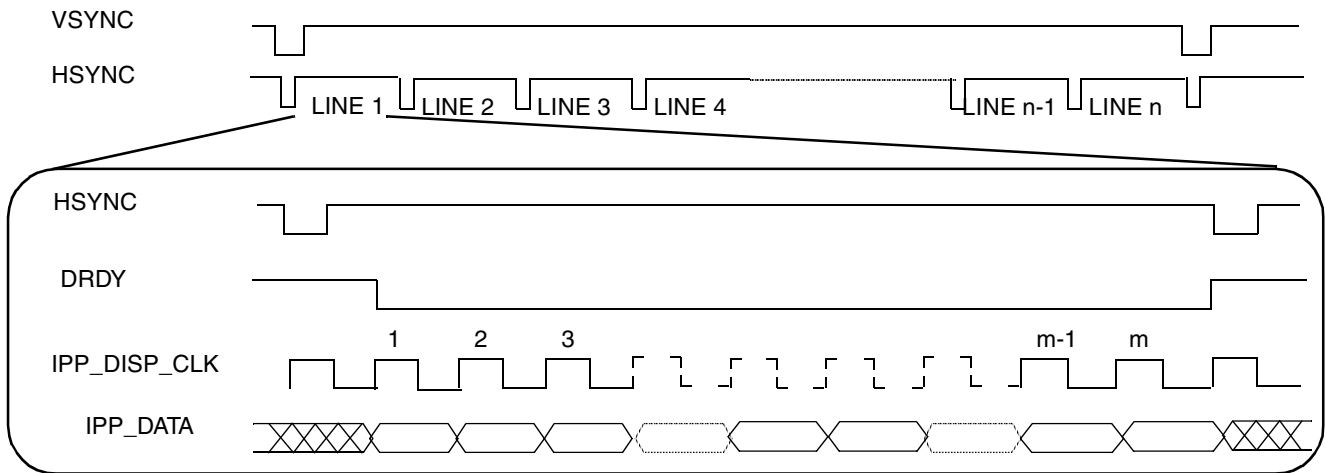 VSYNC
HSYNC
LINE 1 LINE 2 LINE 3 LINE 4 LINE n-1 LINE n
HSYNC
DRDY
1 2 3 m-1 m
IPP_DISP_CLK
IPP_DATA